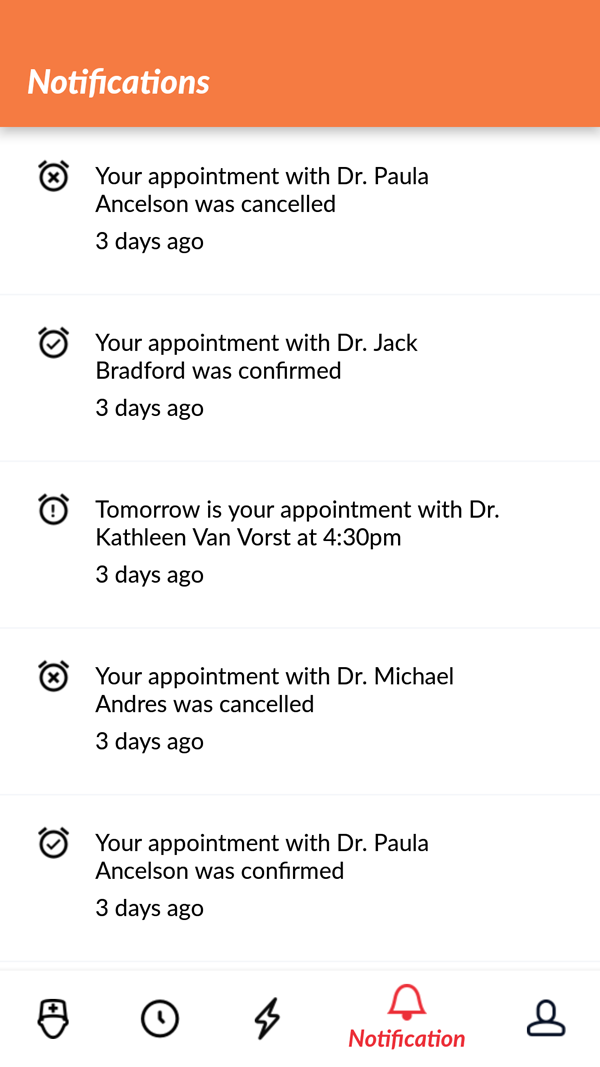 Notifications
Your appointment with Dr. Paula
Ancelson was cancelled
3 days ago
Your appointment with Dr. Jack
Bradford was confirmed
3 days ago
Tomorrow is your appointment with Dr.
Kathleen Van Vorst at 4:30pm
3 days ago
Your appointment with Dr. Michael
Andres was cancelled
3 days ago
Your appointment with Dr. Paula
Ancelson was confirmed
3 days ago
Notification